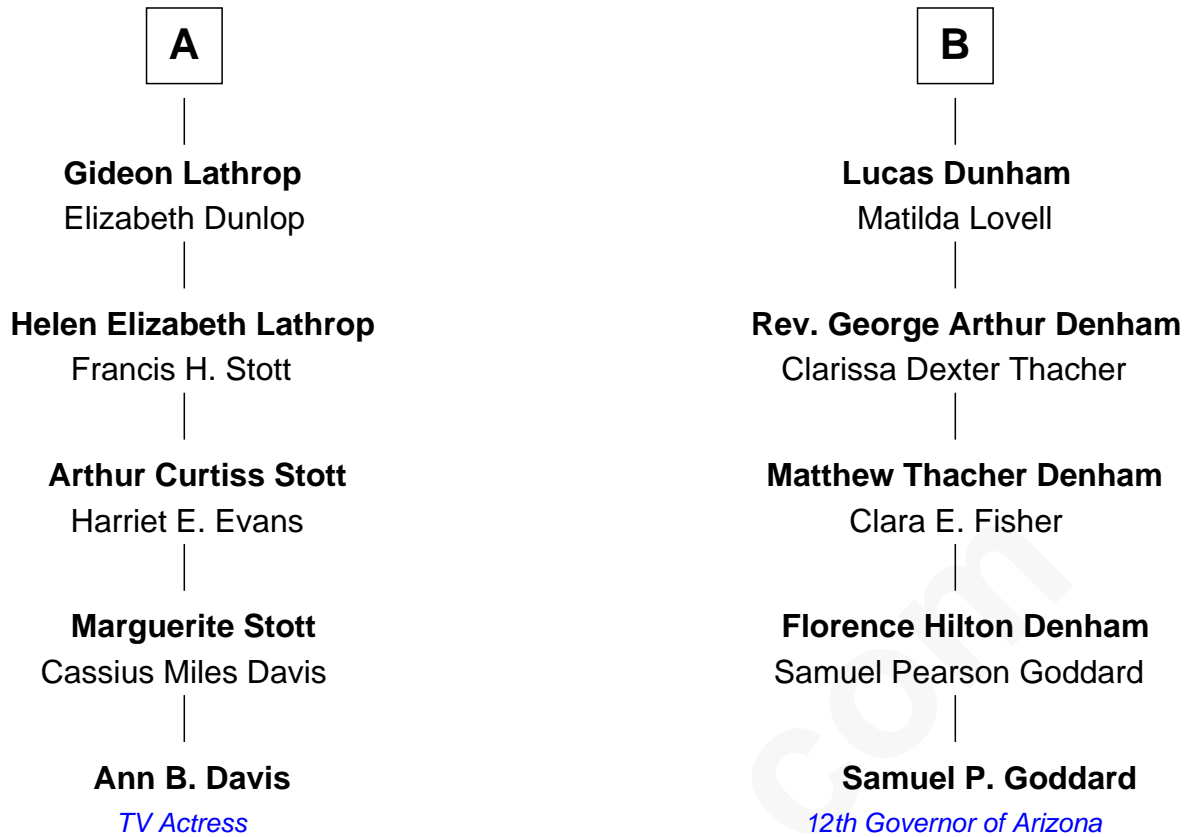 A
Gideon Lathrop
Elizabeth Dunlop
Helen Elizabeth Lathrop
Francis H. Stott
Arthur Curtiss Stott
Harriet E. Evans
Marguerite Stott
Cassius Miles Davis
Ann B. Davis
TV Actress
B
Lucas Dunham
Matilda Lovell
Rev. George Arthur Denham
Clarissa Dexter Thacher
Matthew Thacher Denham
Clara E. Fisher
Florence Hilton Denham
Samuel Pearson Goddard
Samuel P. Goddard
12th Governor of Arizona
com